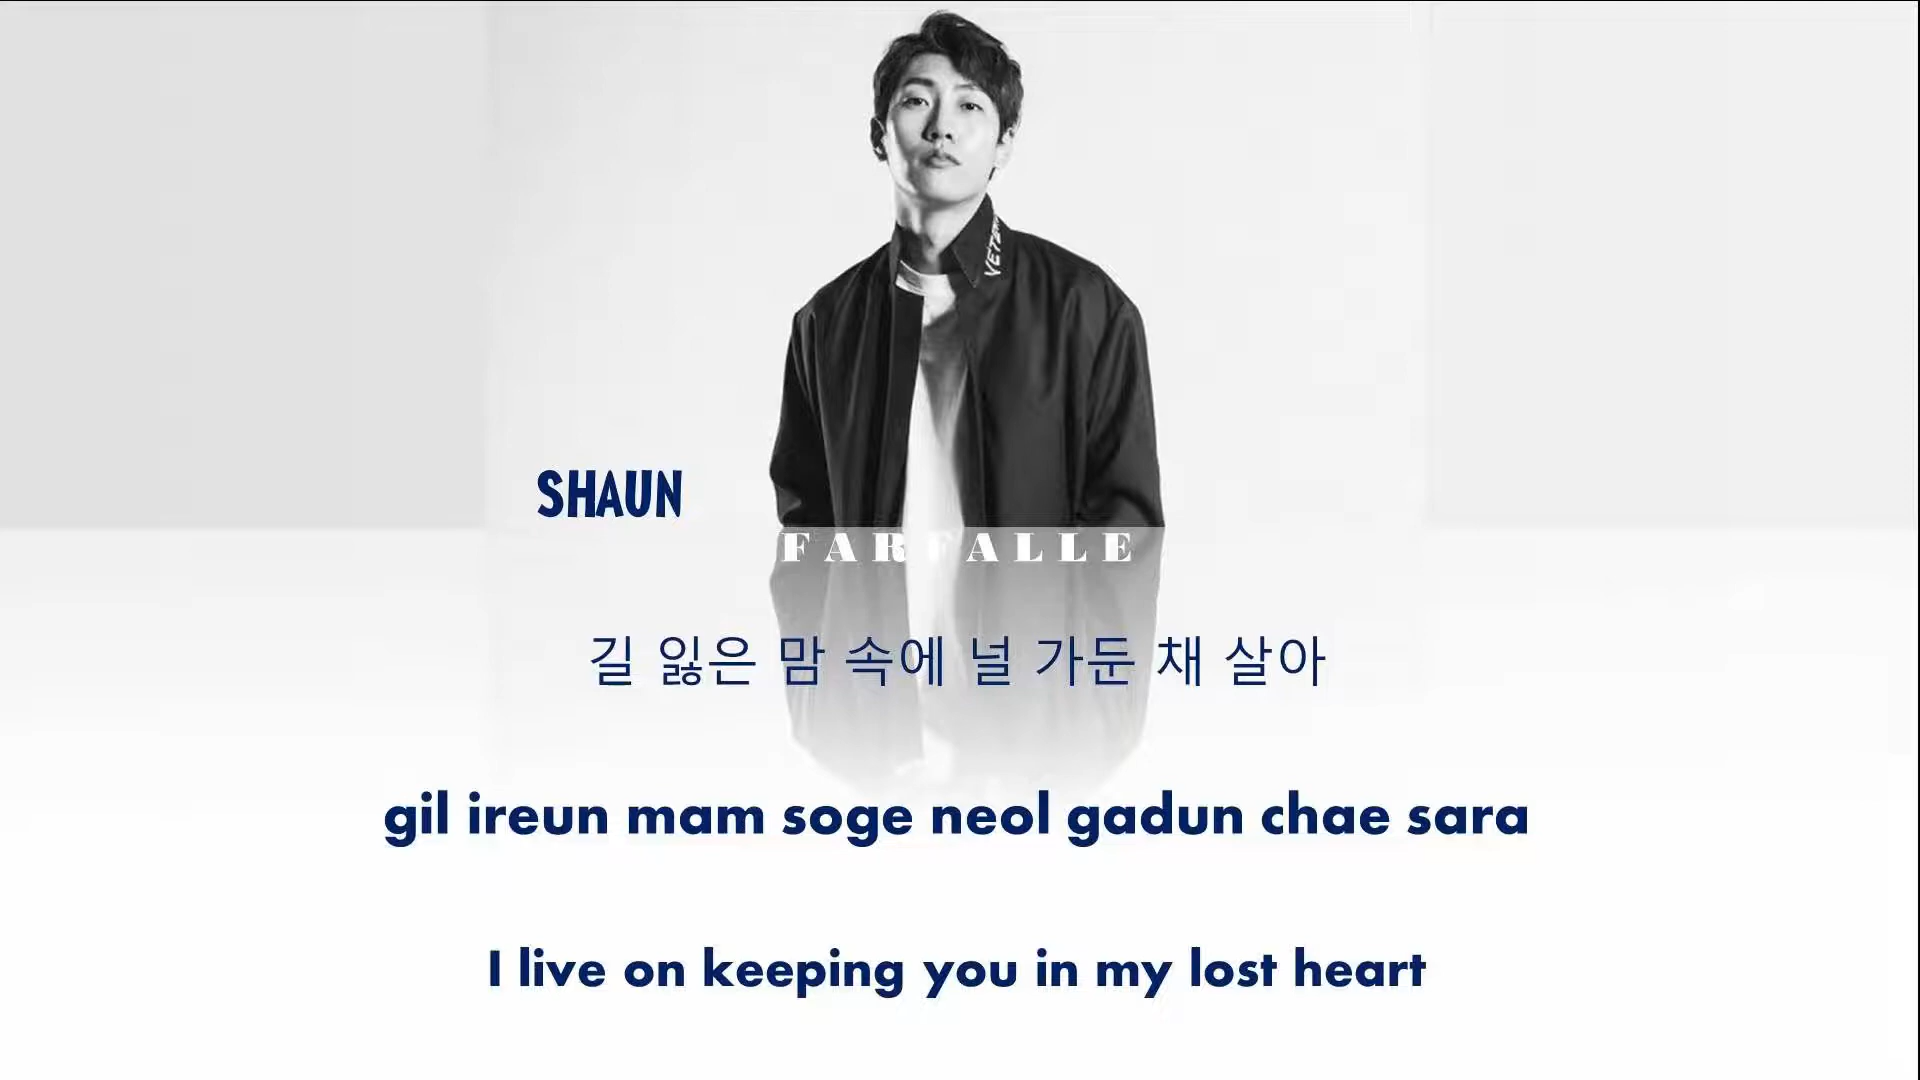 SHAUN
FARFALLE
길 잃은 맘 속에 널 가둔 채 살아
gil ireun mam soge neol gadun chae sara
I live on keeping you in my lost heart